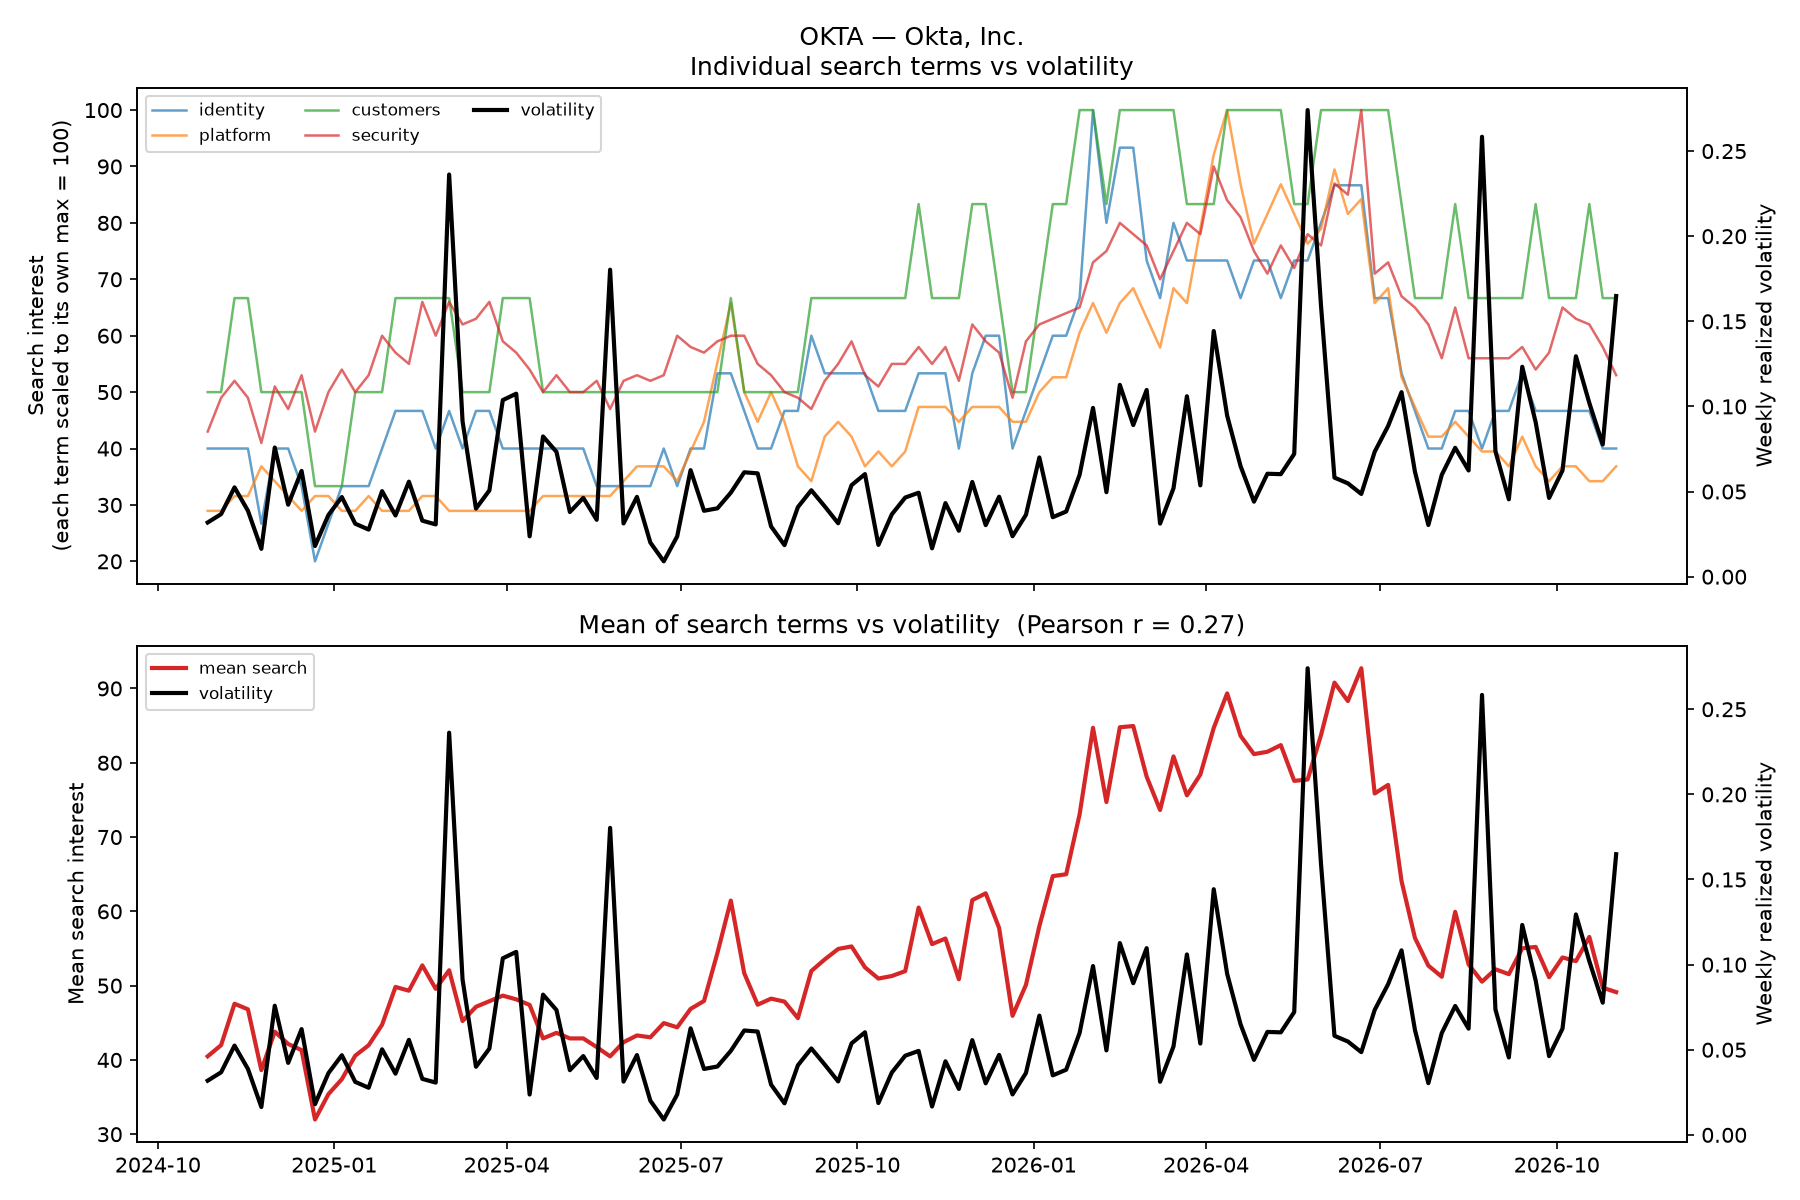 OKTA — Okta, Inc.
Individual search terms vs volatility
identity
platform
customers
security
volatility
Search interest
(each term scaled to its own max = 100)
100
90
80
70
60
50
40
30
20
Weekly realized volatility
0.25
0.20
0.15
0.10
0.05
0.00
Mean of search terms vs volatility  (Pearson r = 0.27)
mean search
volatility
Mean search interest
90
80
70
60
50
40
30
Weekly realized volatility
0.25
0.20
0.15
0.10
0.05
0.00
2024-10
2025-01
2025-04
2025-07
2025-10
2026-01
2026-04
2026-07
2026-10